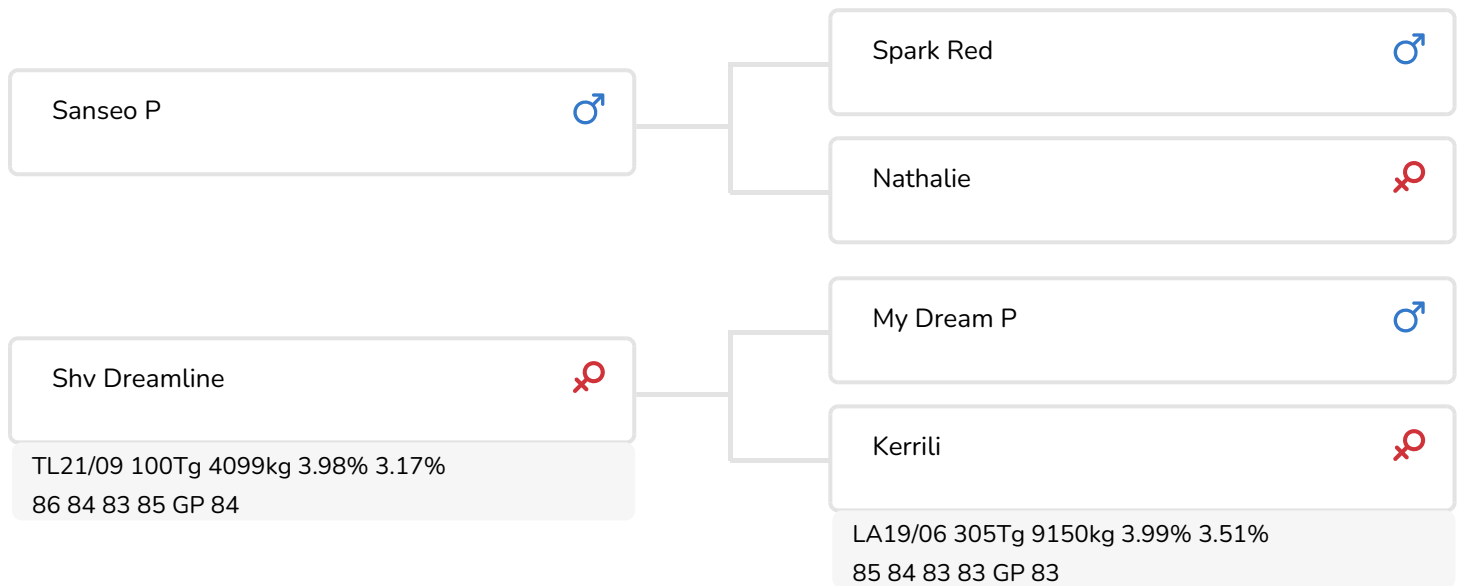 Spark Red
Sanseo P
Nathalie
My Dream P
Shv Dreamline
TL21/09 100Tg 4099kg 3.98% 3.17%
86 84 83 85 GP 84
Kerrili
LA19/06 305Tg 9150kg 3.99% 3.51%
85 84 83 83 GP 83